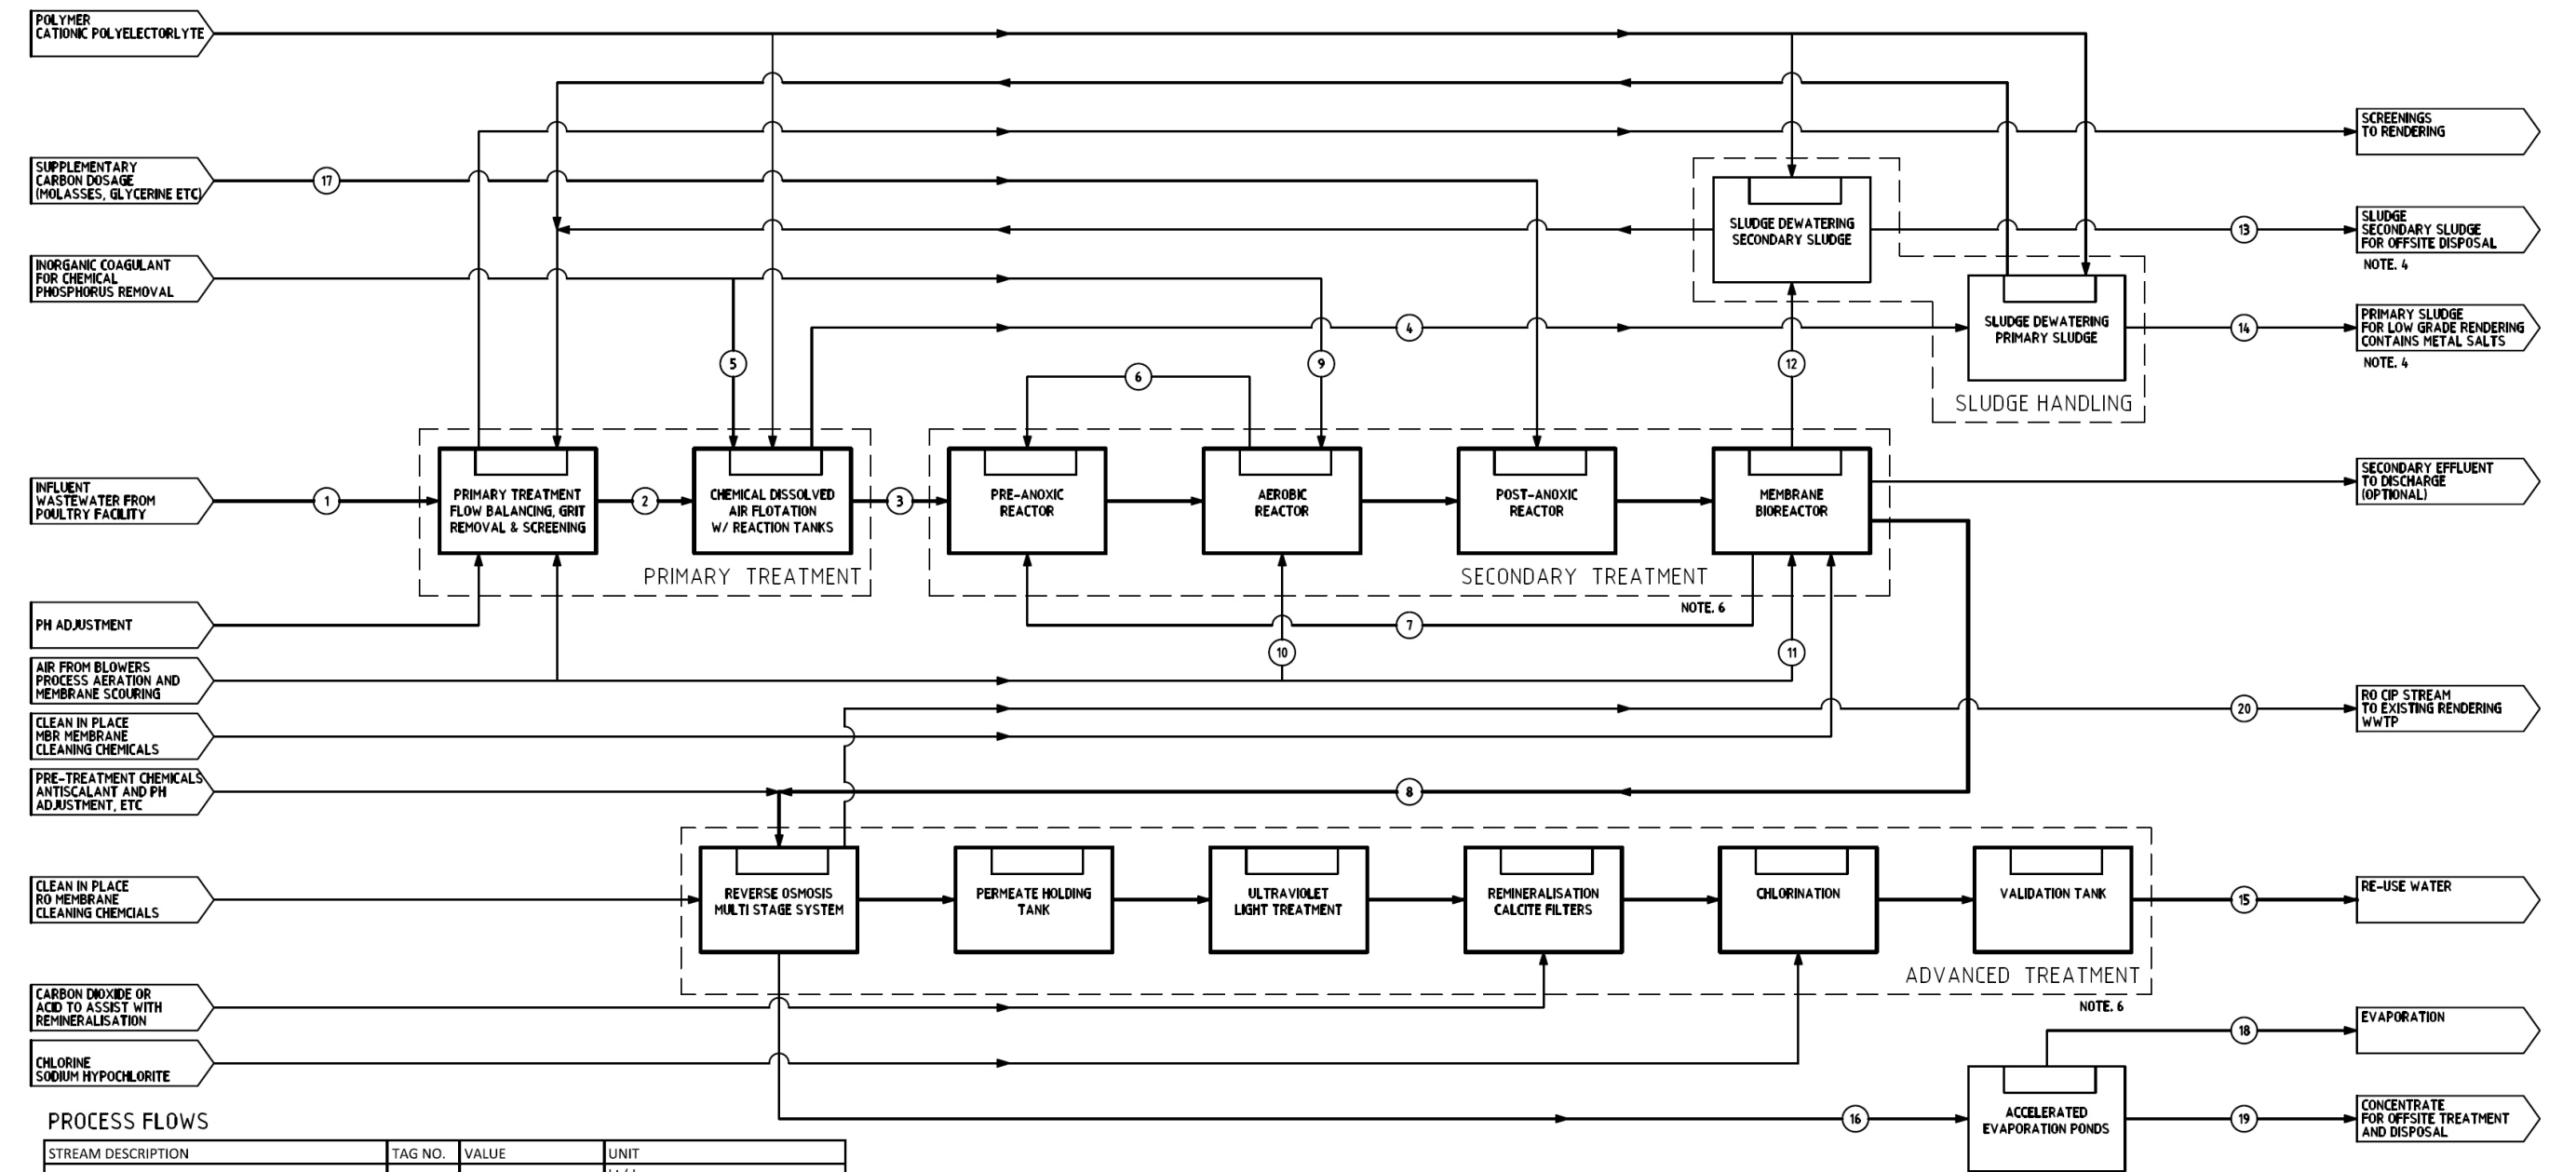 POLYMER
CATIONIC POLYELECTORLYTE
SCREENINGS
TO RENDERING
SUPPLEMENTARY
CARBON DOSAGE
(MOLASSES, GLYCERINE ETC)
17
SLUDGE DEWATERING
SECONDARY SLUDGE
13
SLUDGE
SECONDARY SLUDGE
FOR OFFSITE DISPOSAL
NOTE. 4
INORGANIC COAGULANT
FOR CHEMICAL
PHOSPHORUS REMOVAL
4
SLUDGE DEWATERING
PRIMARY SLUDGE
14
PRIMARY SLUDGE
FOR LOW GRADE RENDERING
CONTAINS METAL SALTS
NOTE. 4
5
6
9
12
SLUDGE HANDLING
INFLUENT
WASTEWATER FROM
POULTRY FACILITY
1
PRIMARY TREATMENT
FLOW BALANCING, GRIT
REMOVAL & SCREENING
2
CHEMICAL DISSOLVED
AIR FLOTATION
W/ REACTION TANKS
3
PRE-ANOXIC
REACTOR
AEROBIC
REACTOR
POST-ANOXIC
REACTOR
MEMBRANE
BIOREACTOR
SECONDARY EFFLUENT
TO DISCHARGE
(OPTIONAL)
PRIMARY TREATMENT
SECONDARY TREATMENT
NOTE. 6
PH ADJUSTMENT
7
10
11
AIR FROM BLOWERS
PROCESS AERATION AND
MEMBRANE SCOURING
20
RO CIP STREAM
TO EXISTING RENDERING
WWTP
CLEAN IN PLACE
MBR MEMBRANE
CLEANING CHEMICALS
PRE-TREATMENT CHEMICALS
ANTISCALANT AND PH
ADJUSTMENT, ETC
8
CLEAN IN PLACE
RO MEMBRANE
CLEANING CHEMCIALS
REVERSE OSMOSIS
MULTI STAGE SYSTEM
PERMEATE HOLDING
TANK
ULTRAVIOLET
LIGHT TREATMENT
REMINERALISATION
CALCITE FILTERS
CHLORINATION
VALIDATION TANK
15
RE-USE WATER
ADVANCED TREATMENT
NOTE. 6
CARBON DIOXIDE OR
ACID TO ASSIST WITH
REMINERALISATION
18
EVAPORATION
CHLORINE
SODIUM HYPOCHLORITE
16
ACCELERATED
EVAPORATION PONDS
19
CONCENTRATE
FOR OFFSITE TREATMENT
AND DISPOSAL
PROCESS FLOWS
STREAM DESCRIPTION TAG NO. VALUE UNIT